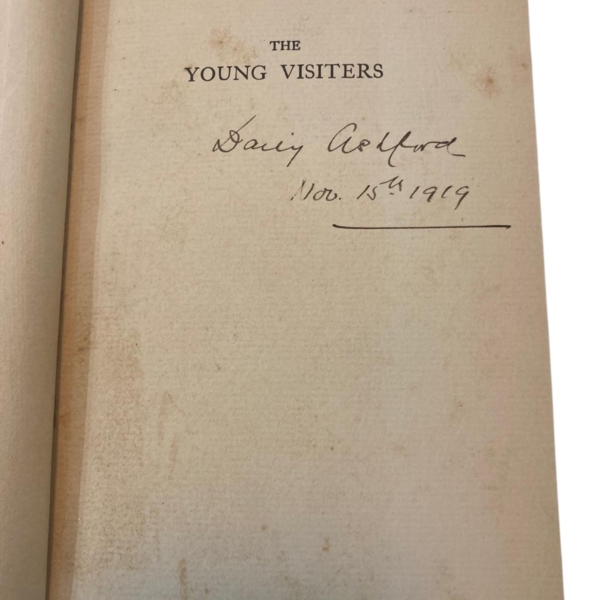 THE
YOUNG VISITERS
Daisy Ashford
Nov. 15th 1919